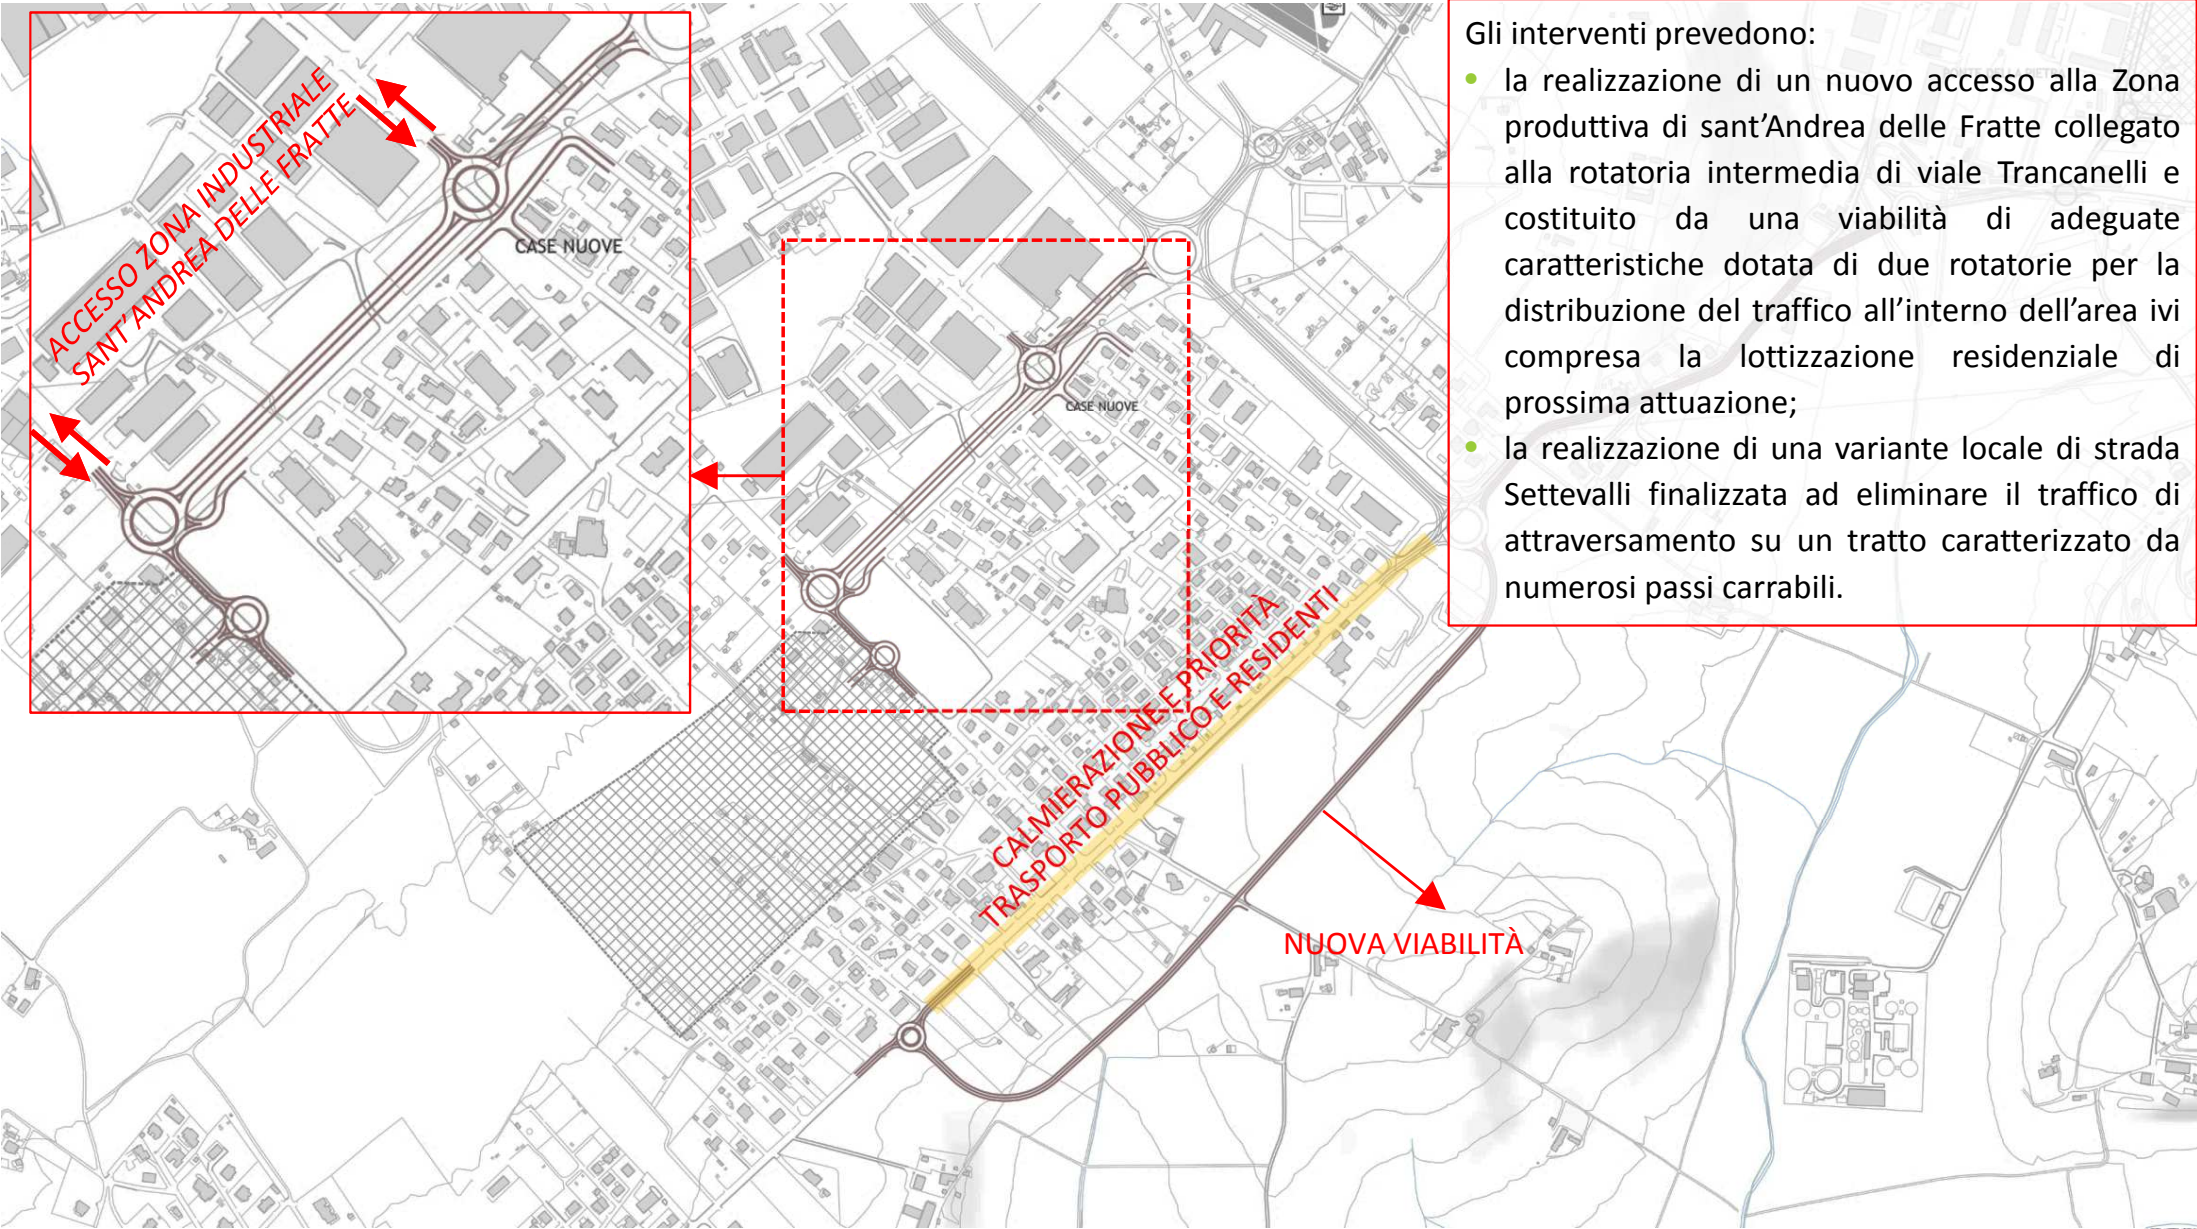 ACCESSO ZONA INDUSTRIALE
SANT'ANDREA DELLE FRATTE
CASE NUOVE
CASE NUOVE
CALMIERAZIONE E PRIORITÀ
TRASPORTO PUBBLICO E RESIDENTI
NUOVA VIABILITÀ
Gli interventi prevedono:
• la realizzazione di un nuovo accesso alla Zona
produttiva di sant’Andrea delle Fratte collegato
alla rotatoria intermedia di viale Trancanelli e
costituito da una viabilità di adeguate
caratteristiche dotata di due rotatorie per la
distribuzione del traffico all’interno dell’area ivi
compresa la lottizzazione residenziale di
prossima attuazione;
• la realizzazione di una variante locale di strada
Settevalli finalizzata ad eliminare il traffico di
attraversamento su un tratto caratterizzato da
numerosi passi carrabili.